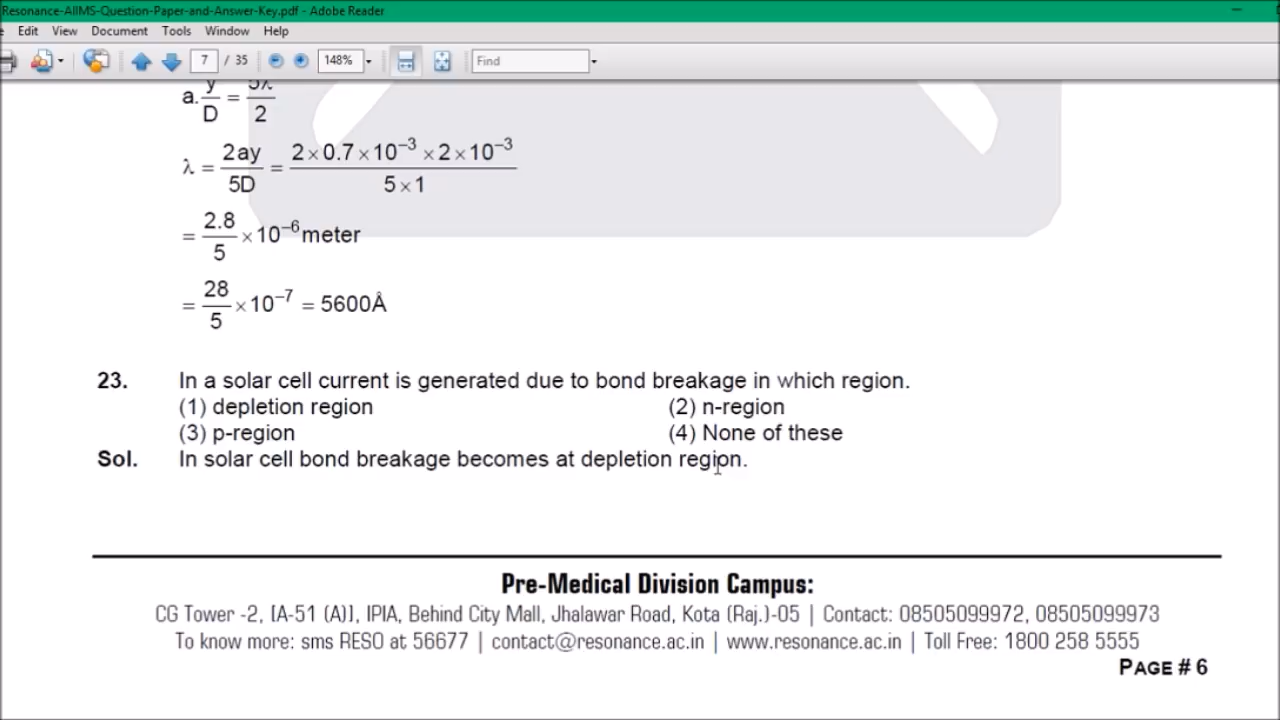 Resonance-AIIMS-Question-Paper-and-Answer-Key.pdf - Adobe Reader
Edit View Document Tools Window Help
7 / 35 148% Find
a. y/D = 5λ/2
λ = 2ay/5D = 2×0.7×10⁻³×2×10⁻³/5×1
= 2.8/5 ×10⁻⁶ meter
= 28/5 ×10⁻⁷ = 5600Å
23. In a solar cell current is generated due to bond breakage in which region.
(1) depletion region (2) n-region
(3) p-region (4) None of these
Sol. In solar cell bond breakage becomes at depletion region.
Pre-Medical Division Campus:
CG Tower -2, [A-51 (A)], IPIA, Behind City Mall, Jhalawar Road, Kota (Raj.)-05 | Contact: 08505099972, 08505099973
To know more: sms RESO at 56677 | contact@resonance.ac.in | www.resonance.ac.in | Toll Free: 1800 258 5555
PAGE # 6